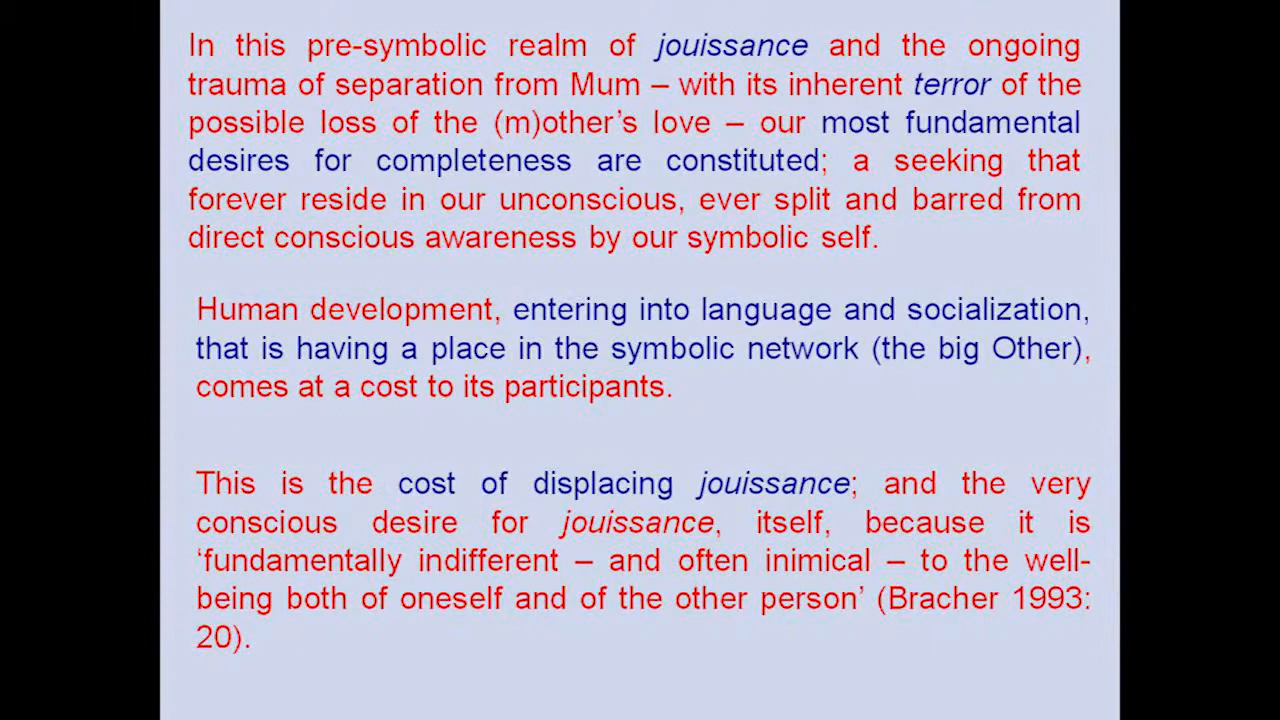 In this pre-symbolic realm of jouissance and the ongoing
trauma of separation from Mum – with its inherent terror of the
possible loss of the (m)other’s love – our most fundamental
desires for completeness are constituted; a seeking that
forever reside in our unconscious, ever split and barred from
direct conscious awareness by our symbolic self.
Human development, entering into language and socialization,
that is having a place in the symbolic network (the big Other),
comes at a cost to its participants.
This is the cost of displacing jouissance; and the very
conscious desire for jouissance, itself, because it is
‘fundamentally indifferent – and often inimical – to the well-
being both of oneself and of the other person’ (Bracher 1993:
20).